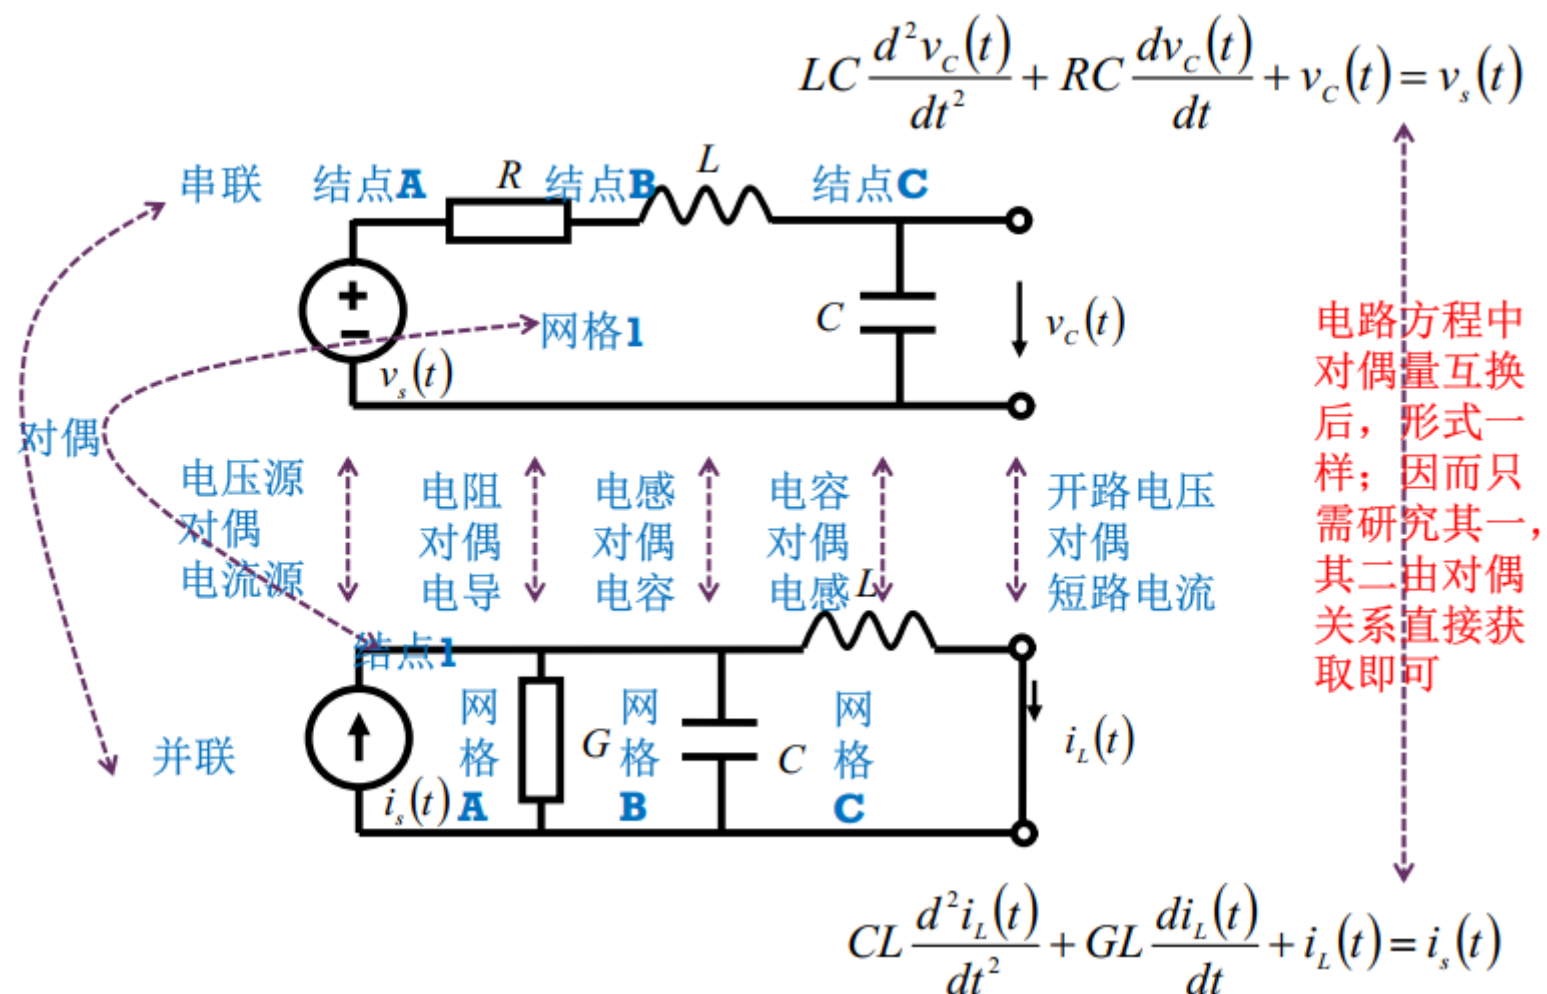 LC d²v_C(t)/dt² + RC dv_C(t)/dt + v_C(t) = v_s(t)
串联
结点A
R
结点B
L
结点C
+
−
网格1
C
v_C(t)
v_s(t)
对偶
电压源
对偶
电流源
电阻
对偶
电导
电感
对偶
电容
电容
对偶
电感
开路电压
对偶
短路电流
电路方程中
对偶量互换
后，形式一
样；因而只
需研究其一，
其二由对偶
关系直接获
取即可
L
结点1
并联
i_s(t)
网
格
A
G
网
格
B
C
网
格
C
i_L(t)
CL d²i_L(t)/dt² + GL di_L(t)/dt + i_L(t) = i_s(t)